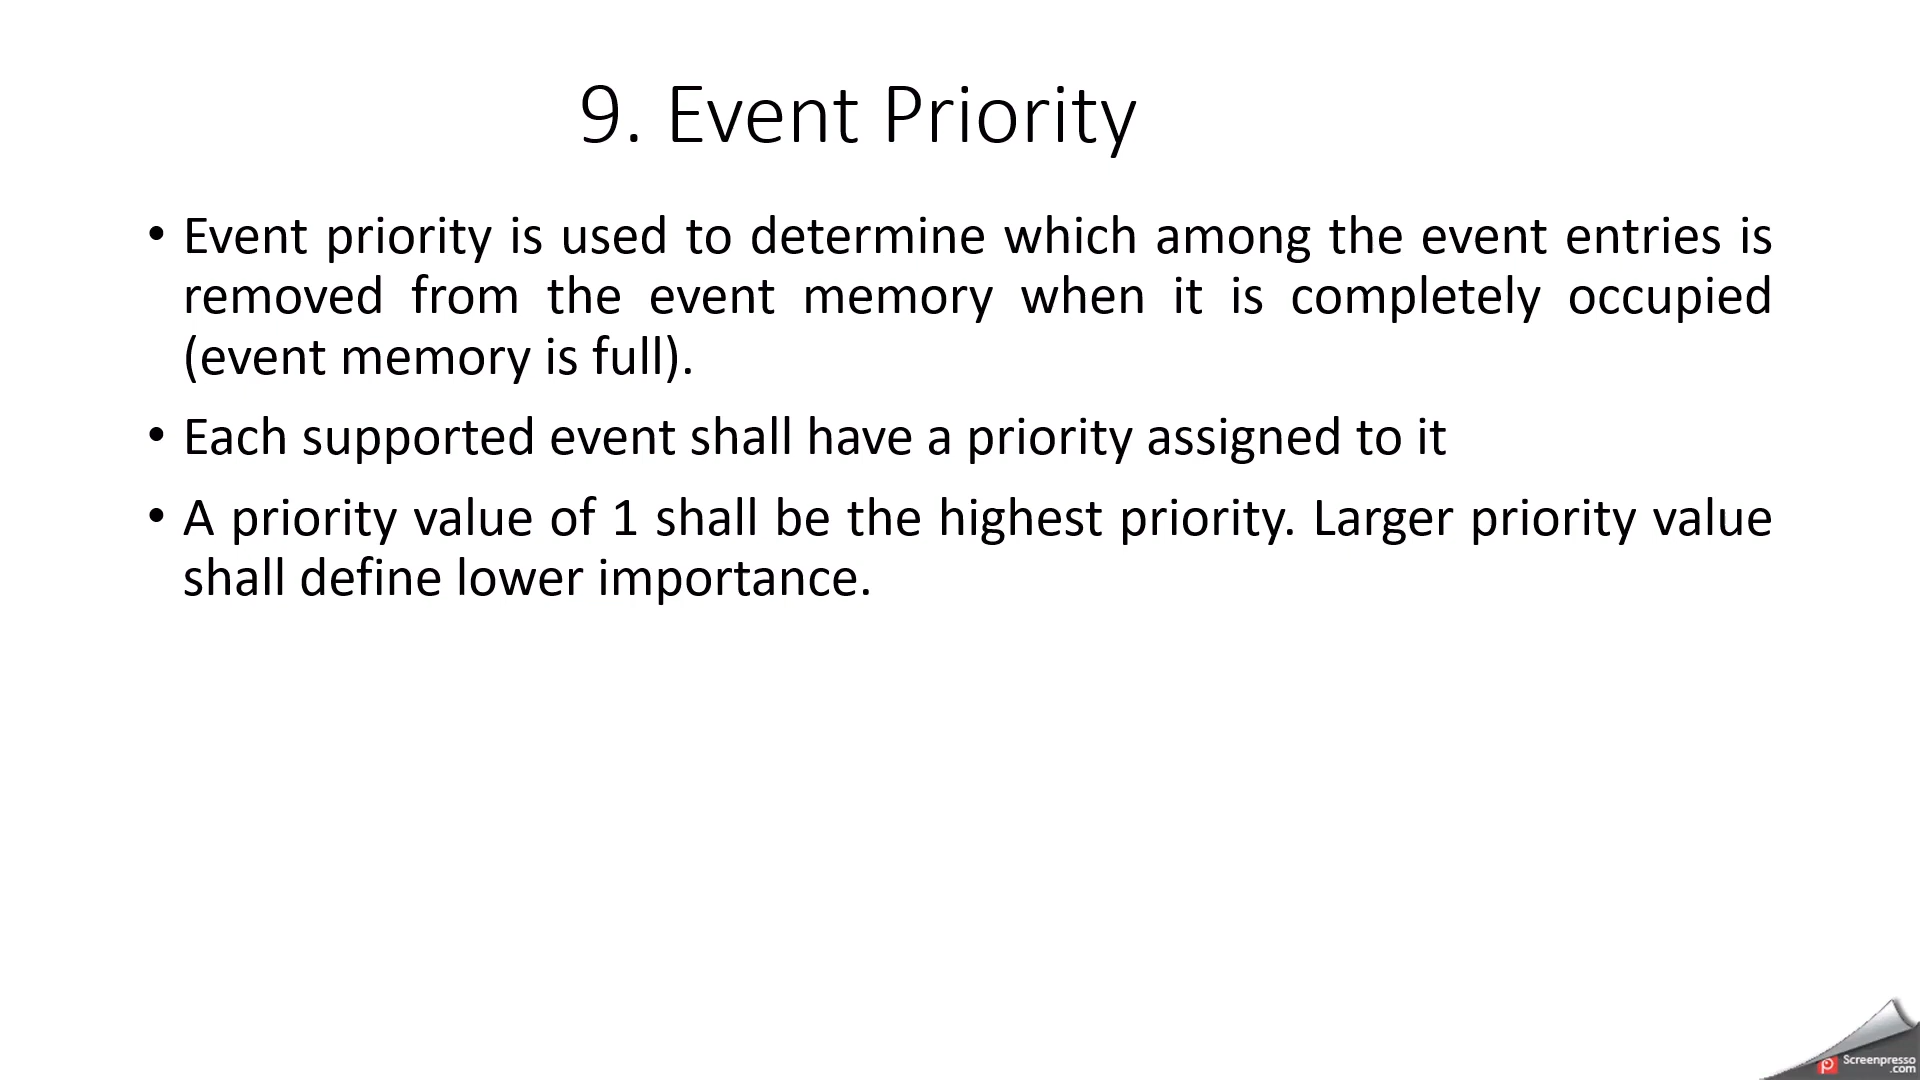 9. Event Priority
• Event priority is used to determine which among the event entries is
removed from the event memory when it is completely occupied
(event memory is full).
• Each supported event shall have a priority assigned to it
• A priority value of 1 shall be the highest priority. Larger priority value
shall define lower importance.
Screenpresso
.com